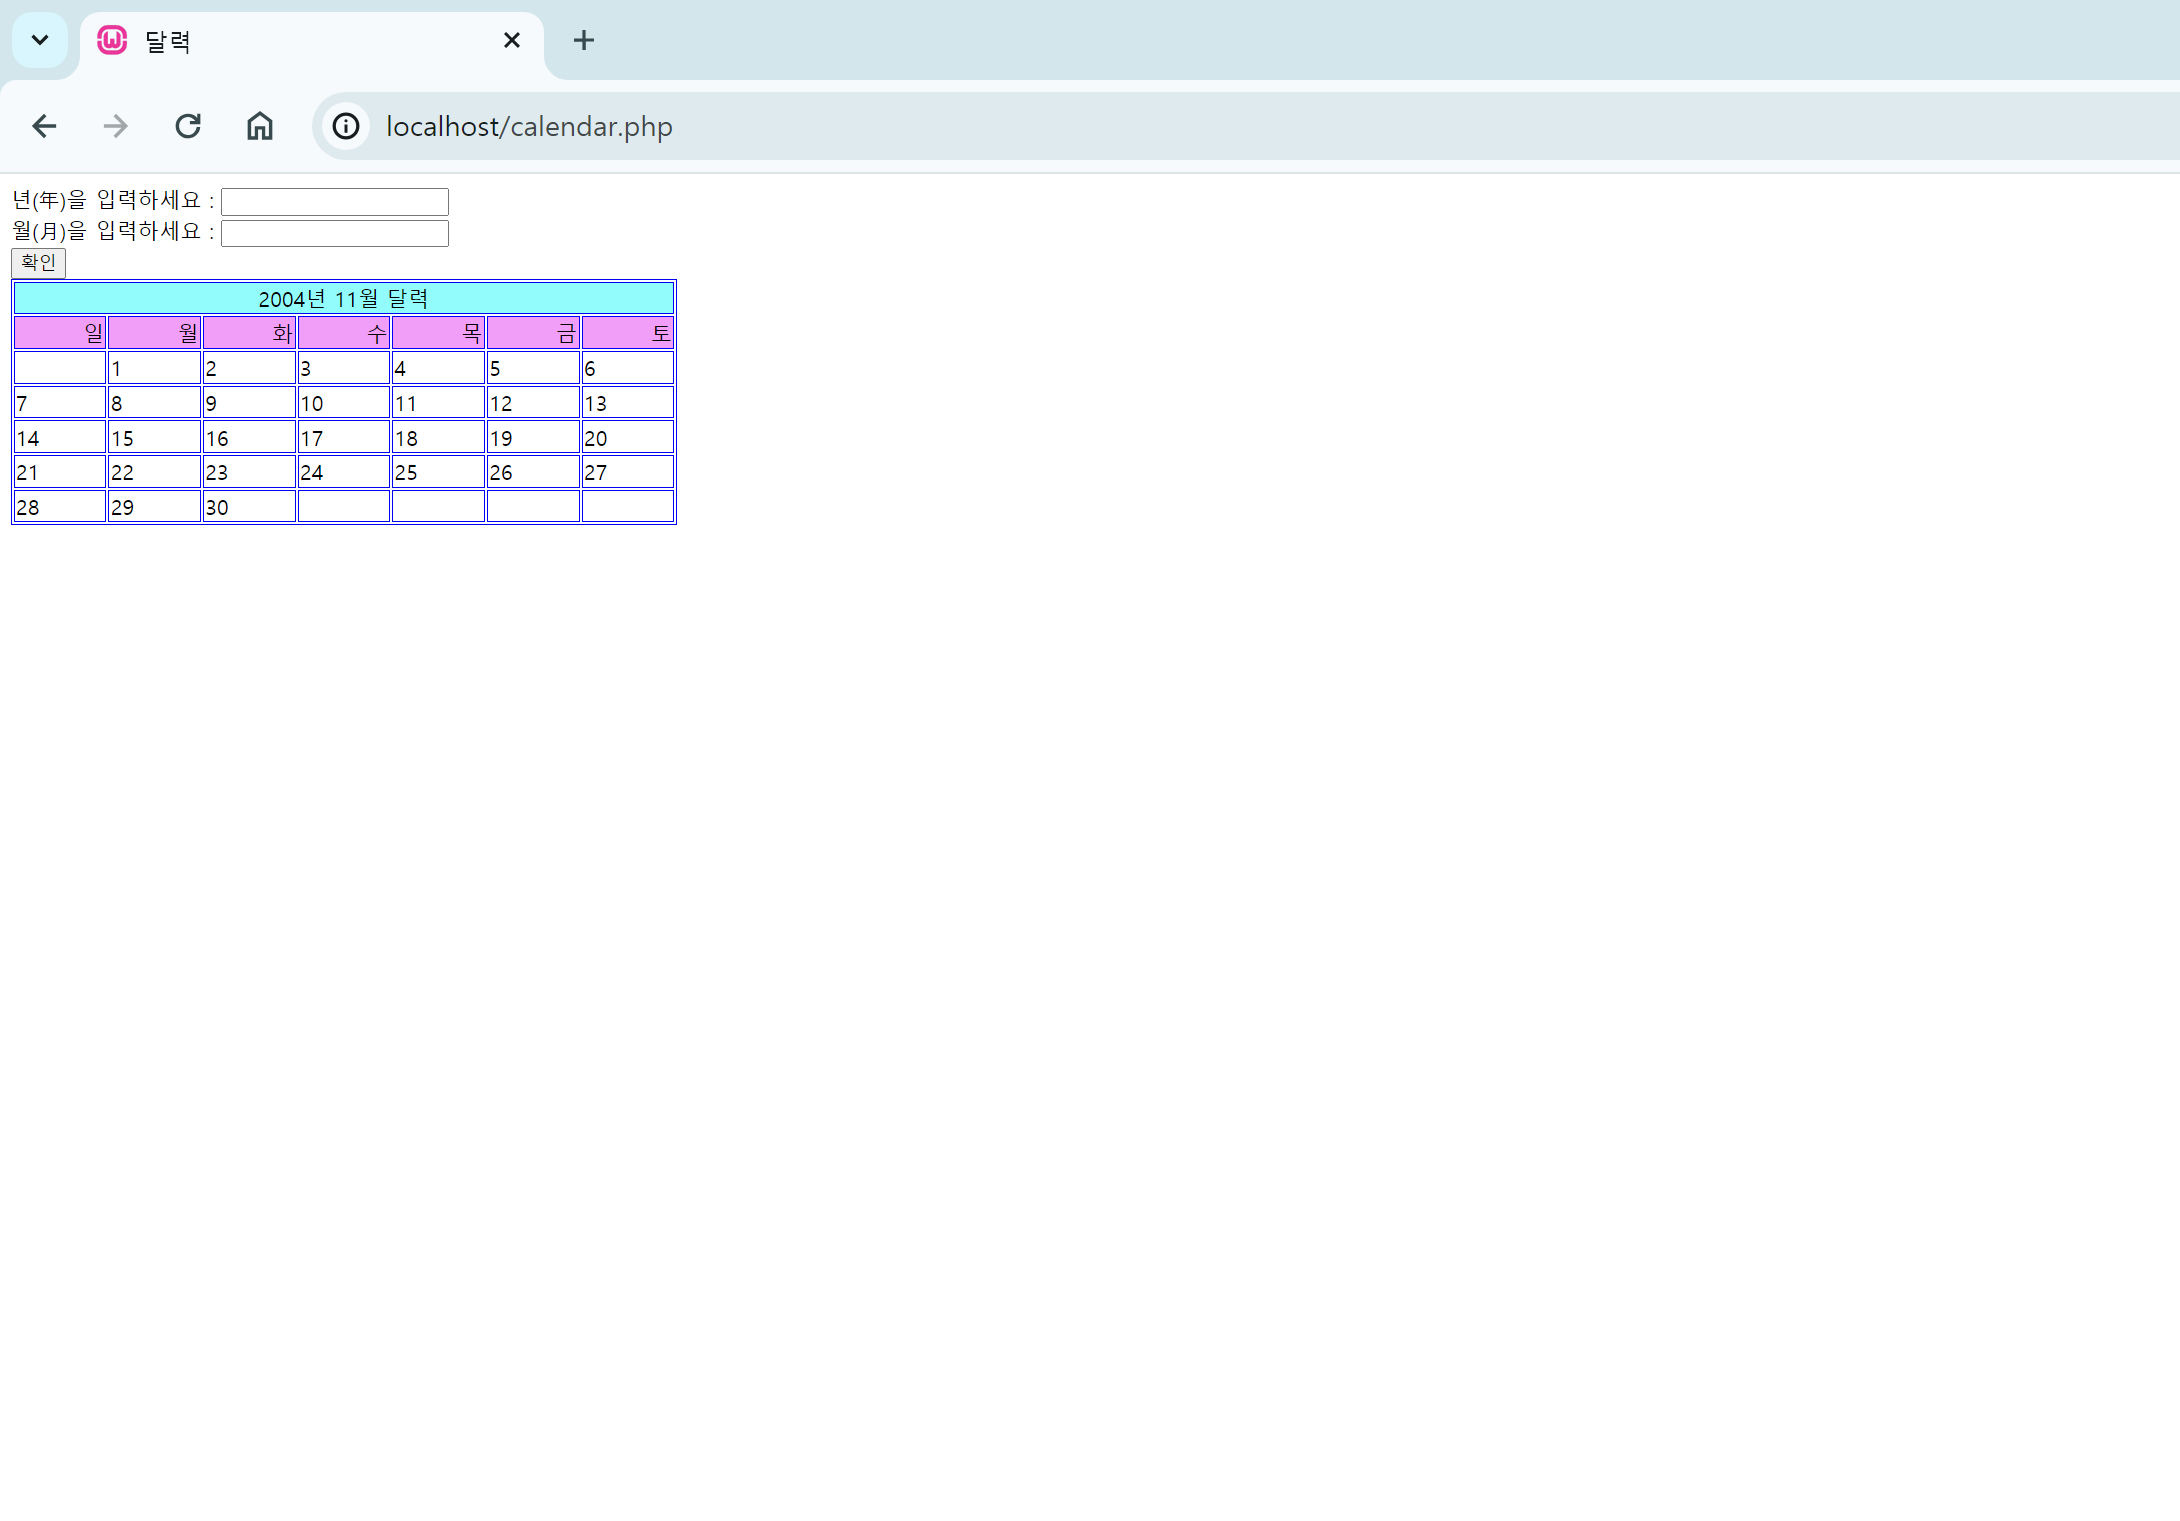 달력
localhost/calendar.php
년(年)을 입력하세요 :
월(月)을 입력하세요 :
확인
2004년 11월 달력
일 월 화 수 목 금 토
1 2 3 4 5 6
7 8 9 10 11 12 13
14 15 16 17 18 19 20
21 22 23 24 25 26 27
28 29 30